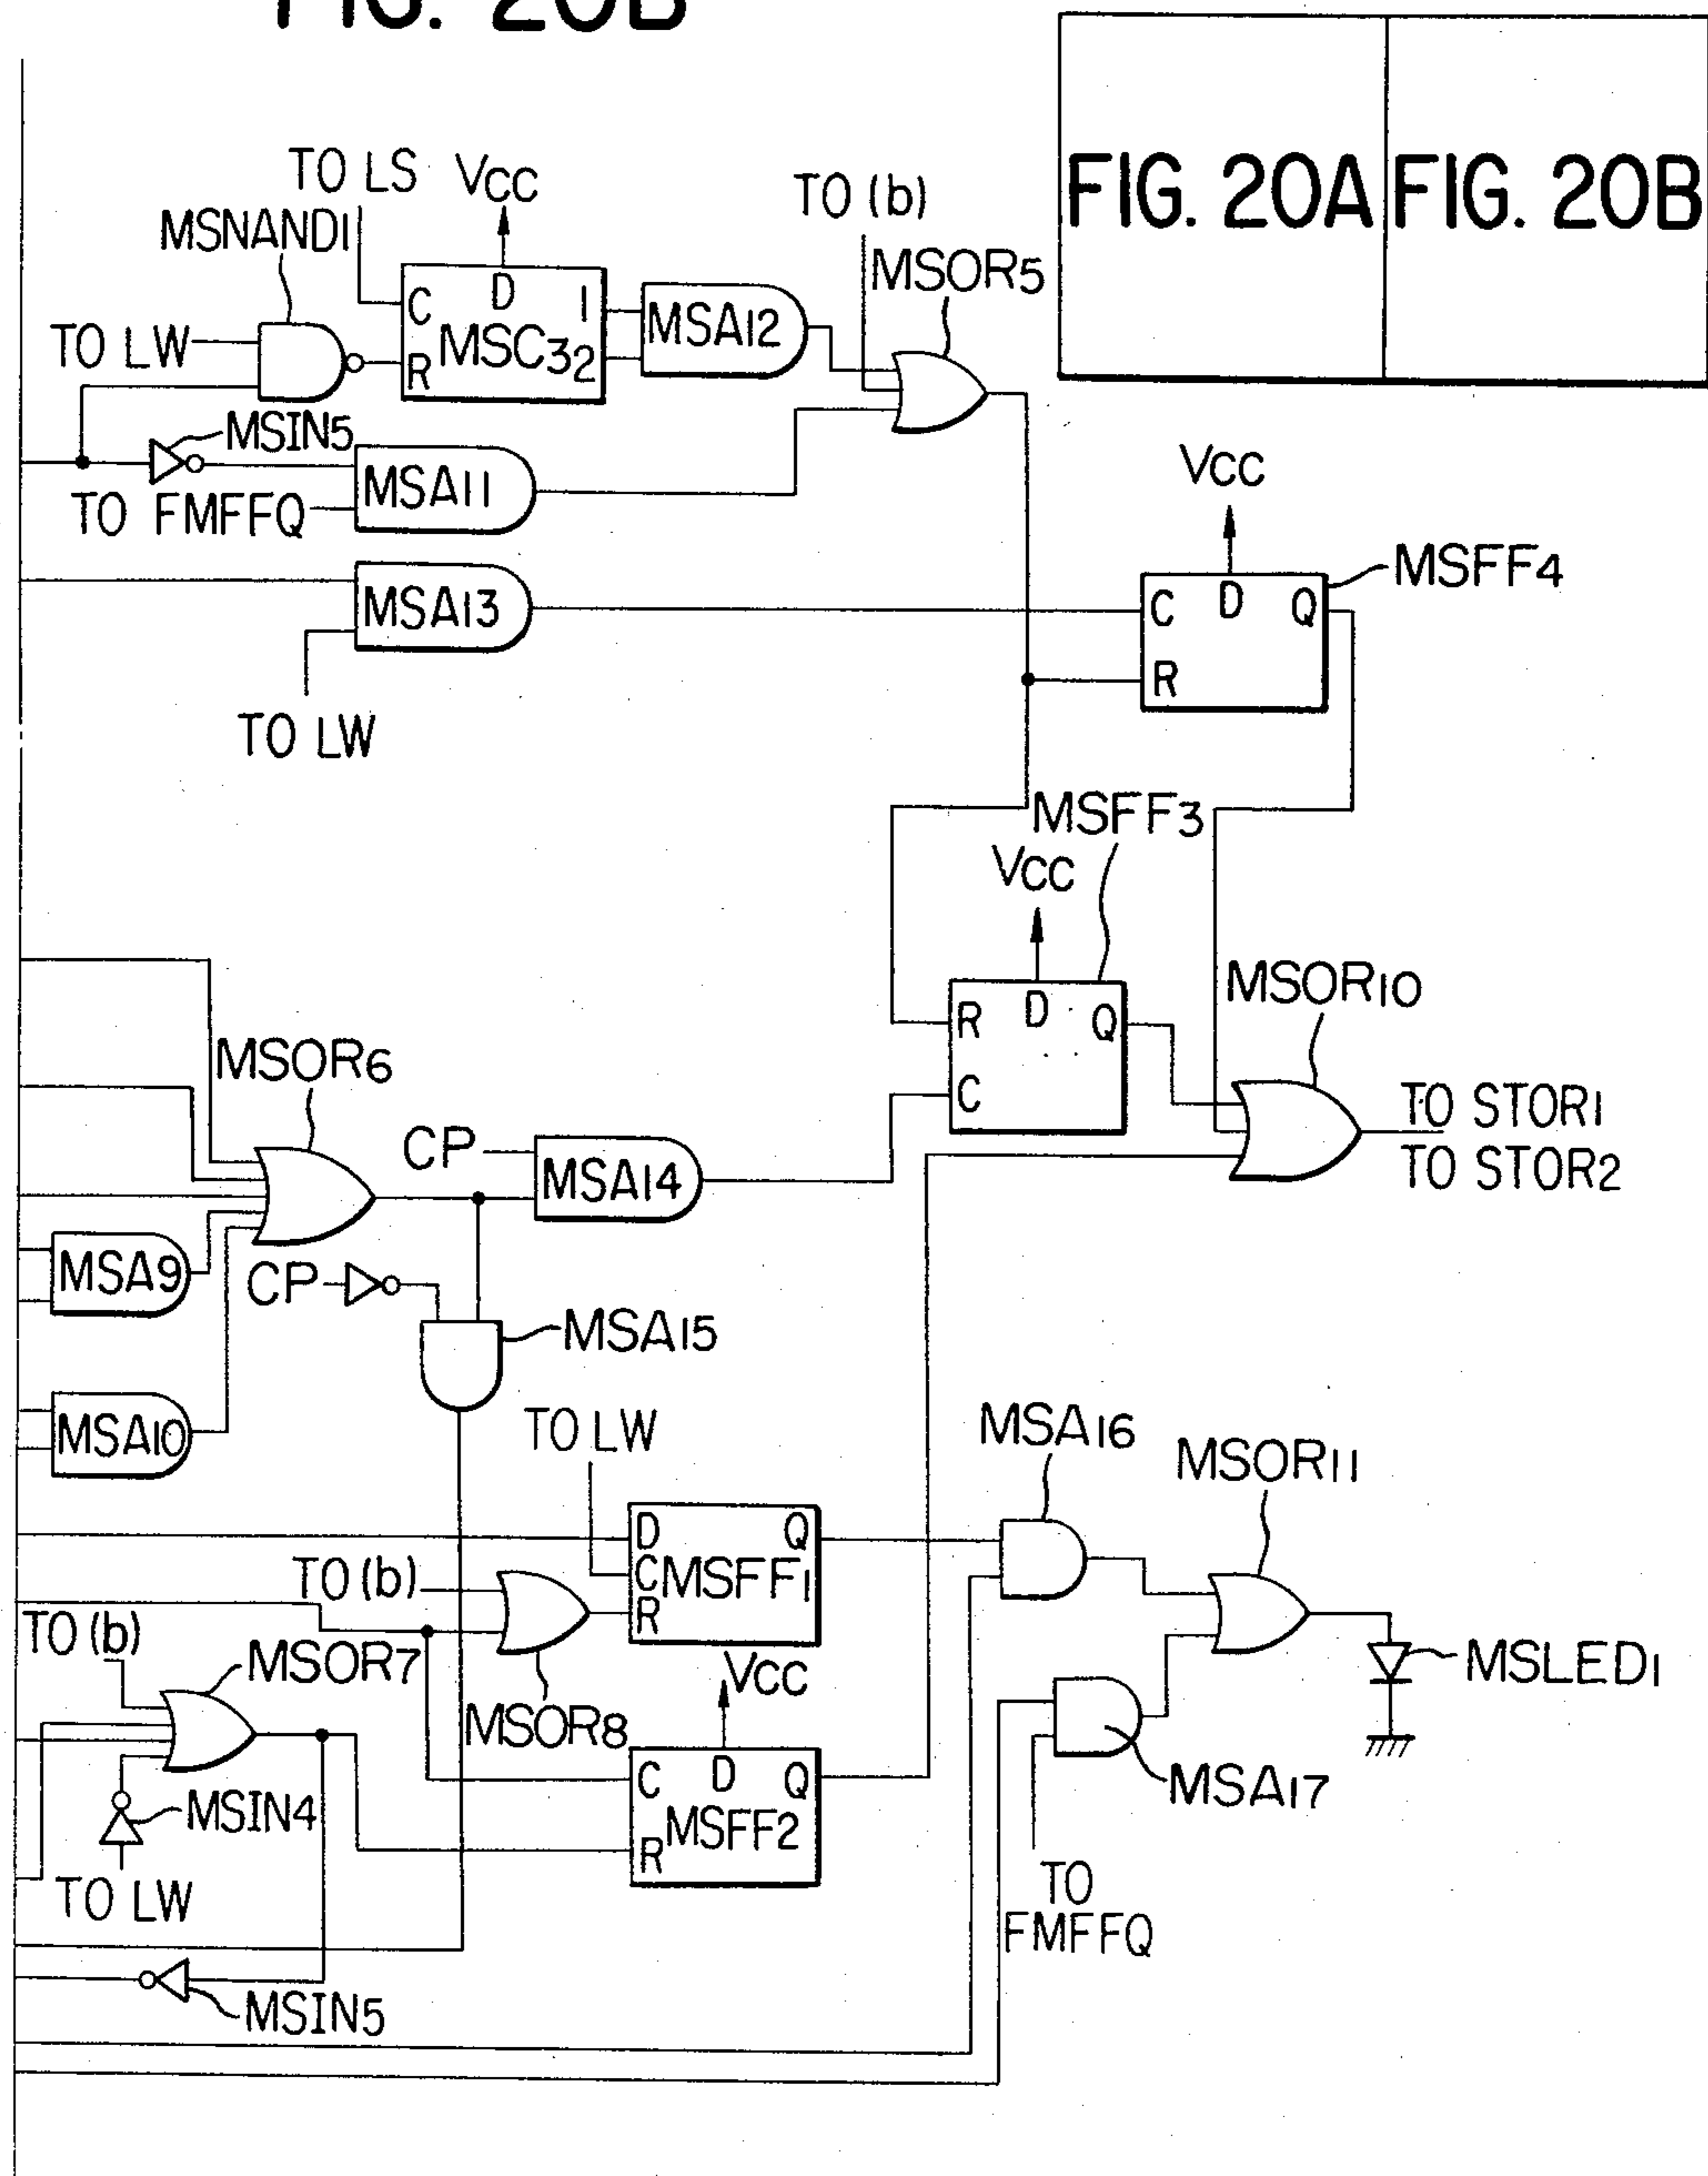 FIG. 20B
FIG. 20A
FIG. 20B
TO LS
VCC
TO (b)
MSNAND1
MSOR5
C
D
1
TO LW
MSC3
2
R
MSA12
MSIN5
MSA11
TO FMFFQ
VCC
MSFF4
MSA13
C
D
Q
R
TO LW
MSFF3
VCC
MSOR10
R
D
Q
C
MSOR6
TO STOR1
CP
MSA14
TO STOR2
MSA9
CP
MSA15
MSA10
TO LW
MSA16
MSOR11
D
Q
TO (b)
C
MSFF1
R
TO (b)
MSOR7
VCC
MSLED1
MSOR8
C
D
Q
MSA17
MSIN4
MSFF2
R
TO LW
TO
FMFFQ
MSIN5